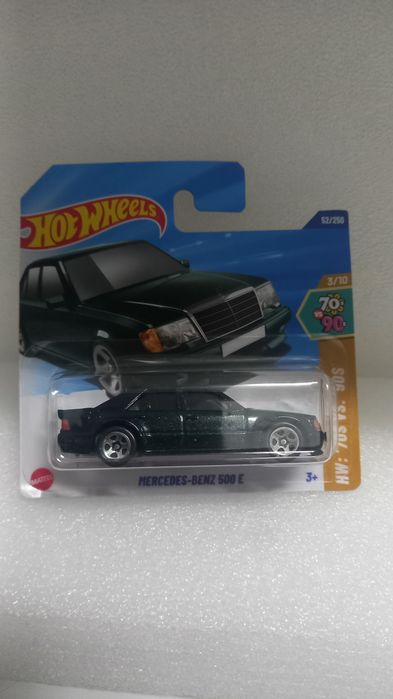 HOT WHEELS
52/250
3/10
70s
VS
90s
HW: '70S VS. '90S
MATTEL
MERCEDES-BENZ 500 E
3+